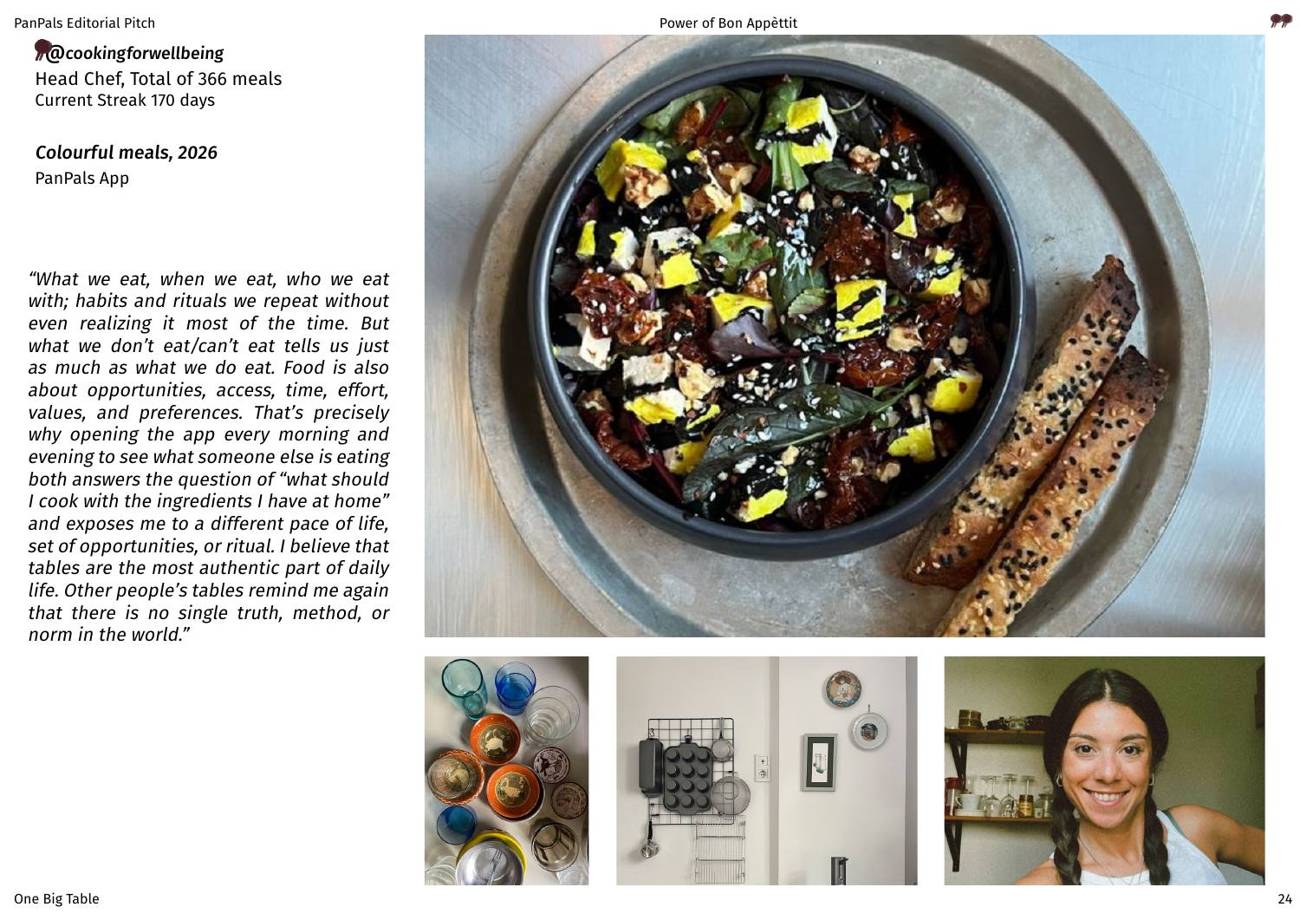 PanPals Editorial Pitch
Power of Bon Appèttit
@cookingforwellbeing
Head Chef, Total of 366 meals
Current Streak 170 days
Colourful meals, 2026
PanPals App
“What we eat, when we eat, who we eat
with; habits and rituals we repeat without
even realizing it most of the time. But
what we don’t eat/can’t eat tells us just
as much as what we do eat. Food is also
about opportunities, access, time, effort,
values, and preferences. That’s precisely
why opening the app every morning and
evening to see what someone else is eating
both answers the question of “what should
I cook with the ingredients I have at home”
and exposes me to a different pace of life,
set of opportunities, or ritual. I believe that
tables are the most authentic part of daily
life. Other people’s tables remind me again
that there is no single truth, method, or
norm in the world.”
One Big Table
24